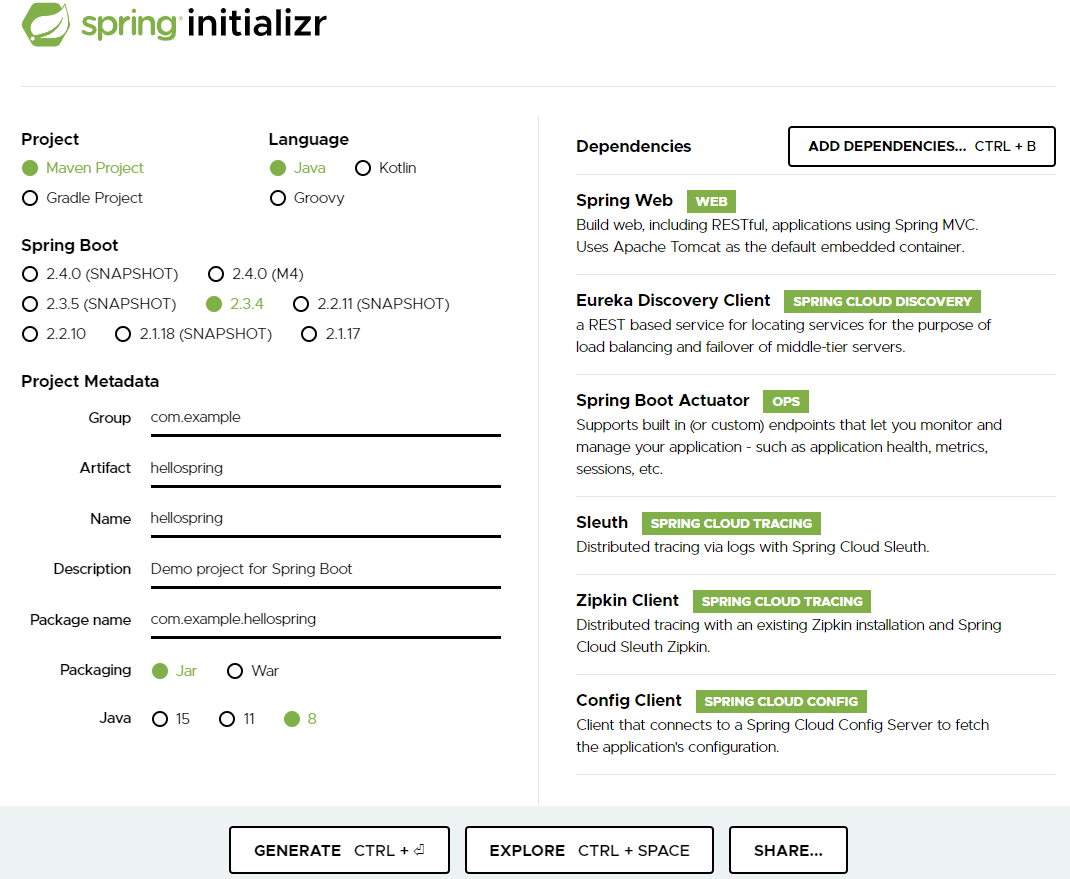 spring initializr
Project
Maven Project
Gradle Project
Language
Java Kotlin
Groovy
Spring Boot
2.4.0 (SNAPSHOT) 2.4.0 (M4)
2.3.5 (SNAPSHOT) 2.3.4 2.2.11 (SNAPSHOT)
2.2.10 2.1.18 (SNAPSHOT) 2.1.17
Project Metadata
Group com.example
Artifact hellospring
Name hellospring
Description Demo project for Spring Boot
Package name com.example.hellospring
Packaging Jar War
Java 15 11 8
Dependencies ADD DEPENDENCIES... CTRL + B
Spring Web WEB
Build web, including RESTful, applications using Spring MVC.
Uses Apache Tomcat as the default embedded container.
Eureka Discovery Client SPRING CLOUD DISCOVERY
a REST based service for locating services for the purpose of
load balancing and failover of middle-tier servers.
Spring Boot Actuator OPS
Supports built in (or custom) endpoints that let you monitor and
manage your application - such as application health, metrics,
sessions, etc.
Sleuth SPRING CLOUD TRACING
Distributed tracing via logs with Spring Cloud Sleuth.
Zipkin Client SPRING CLOUD TRACING
Distributed tracing with an existing Zipkin installation and Spring
Cloud Sleuth Zipkin.
Config Client SPRING CLOUD CONFIG
Client that connects to a Spring Cloud Config Server to fetch
the application's configuration.
GENERATE CTRL + ⏎ EXPLORE CTRL + SPACE SHARE...